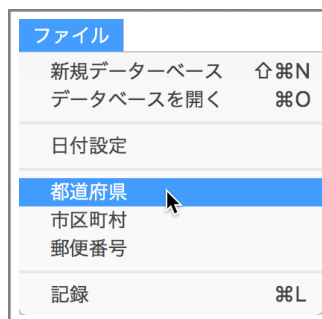 ファイル
新規データーベース ⇧⌘N
データベースを開く ⌘O
日付設定
都道府県
市区町村
郵便番号
記録 ⌘L